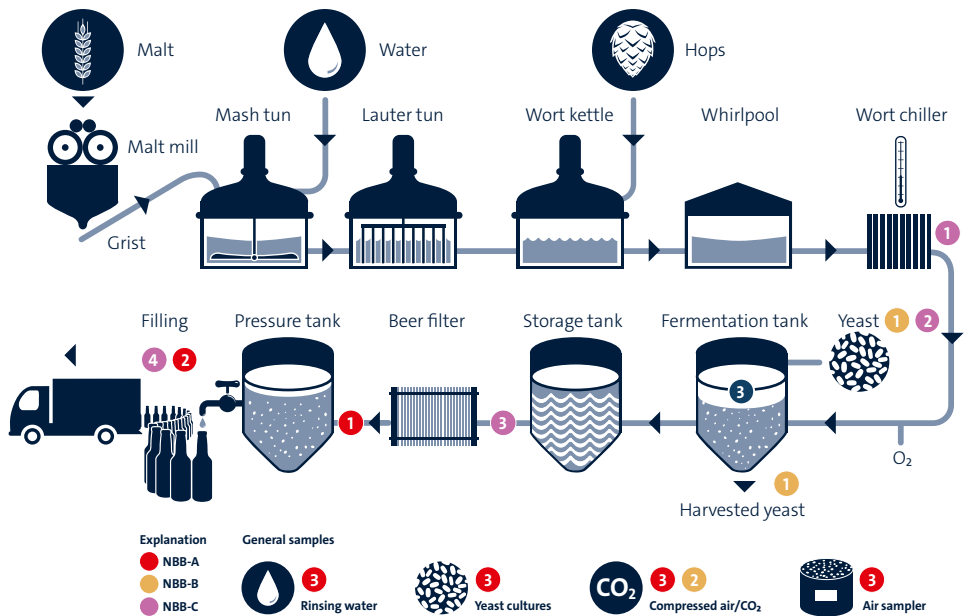 Malt
Water
Hops
Mash tun
Lauter tun
Wort kettle
Whirlpool
Wort chiller
Malt mill
Grist
1
Filling
Pressure tank
Beer filter
Storage tank
Fermentation tank
Yeast 1 2
4 2
3
1
3
O₂
1
Harvested yeast
Explanation
NBB-A
NBB-B
NBB-C
General samples
3
Rinsing water
3
Yeast cultures
CO₂
3 2
Compressed air/CO₂
3
Air sampler